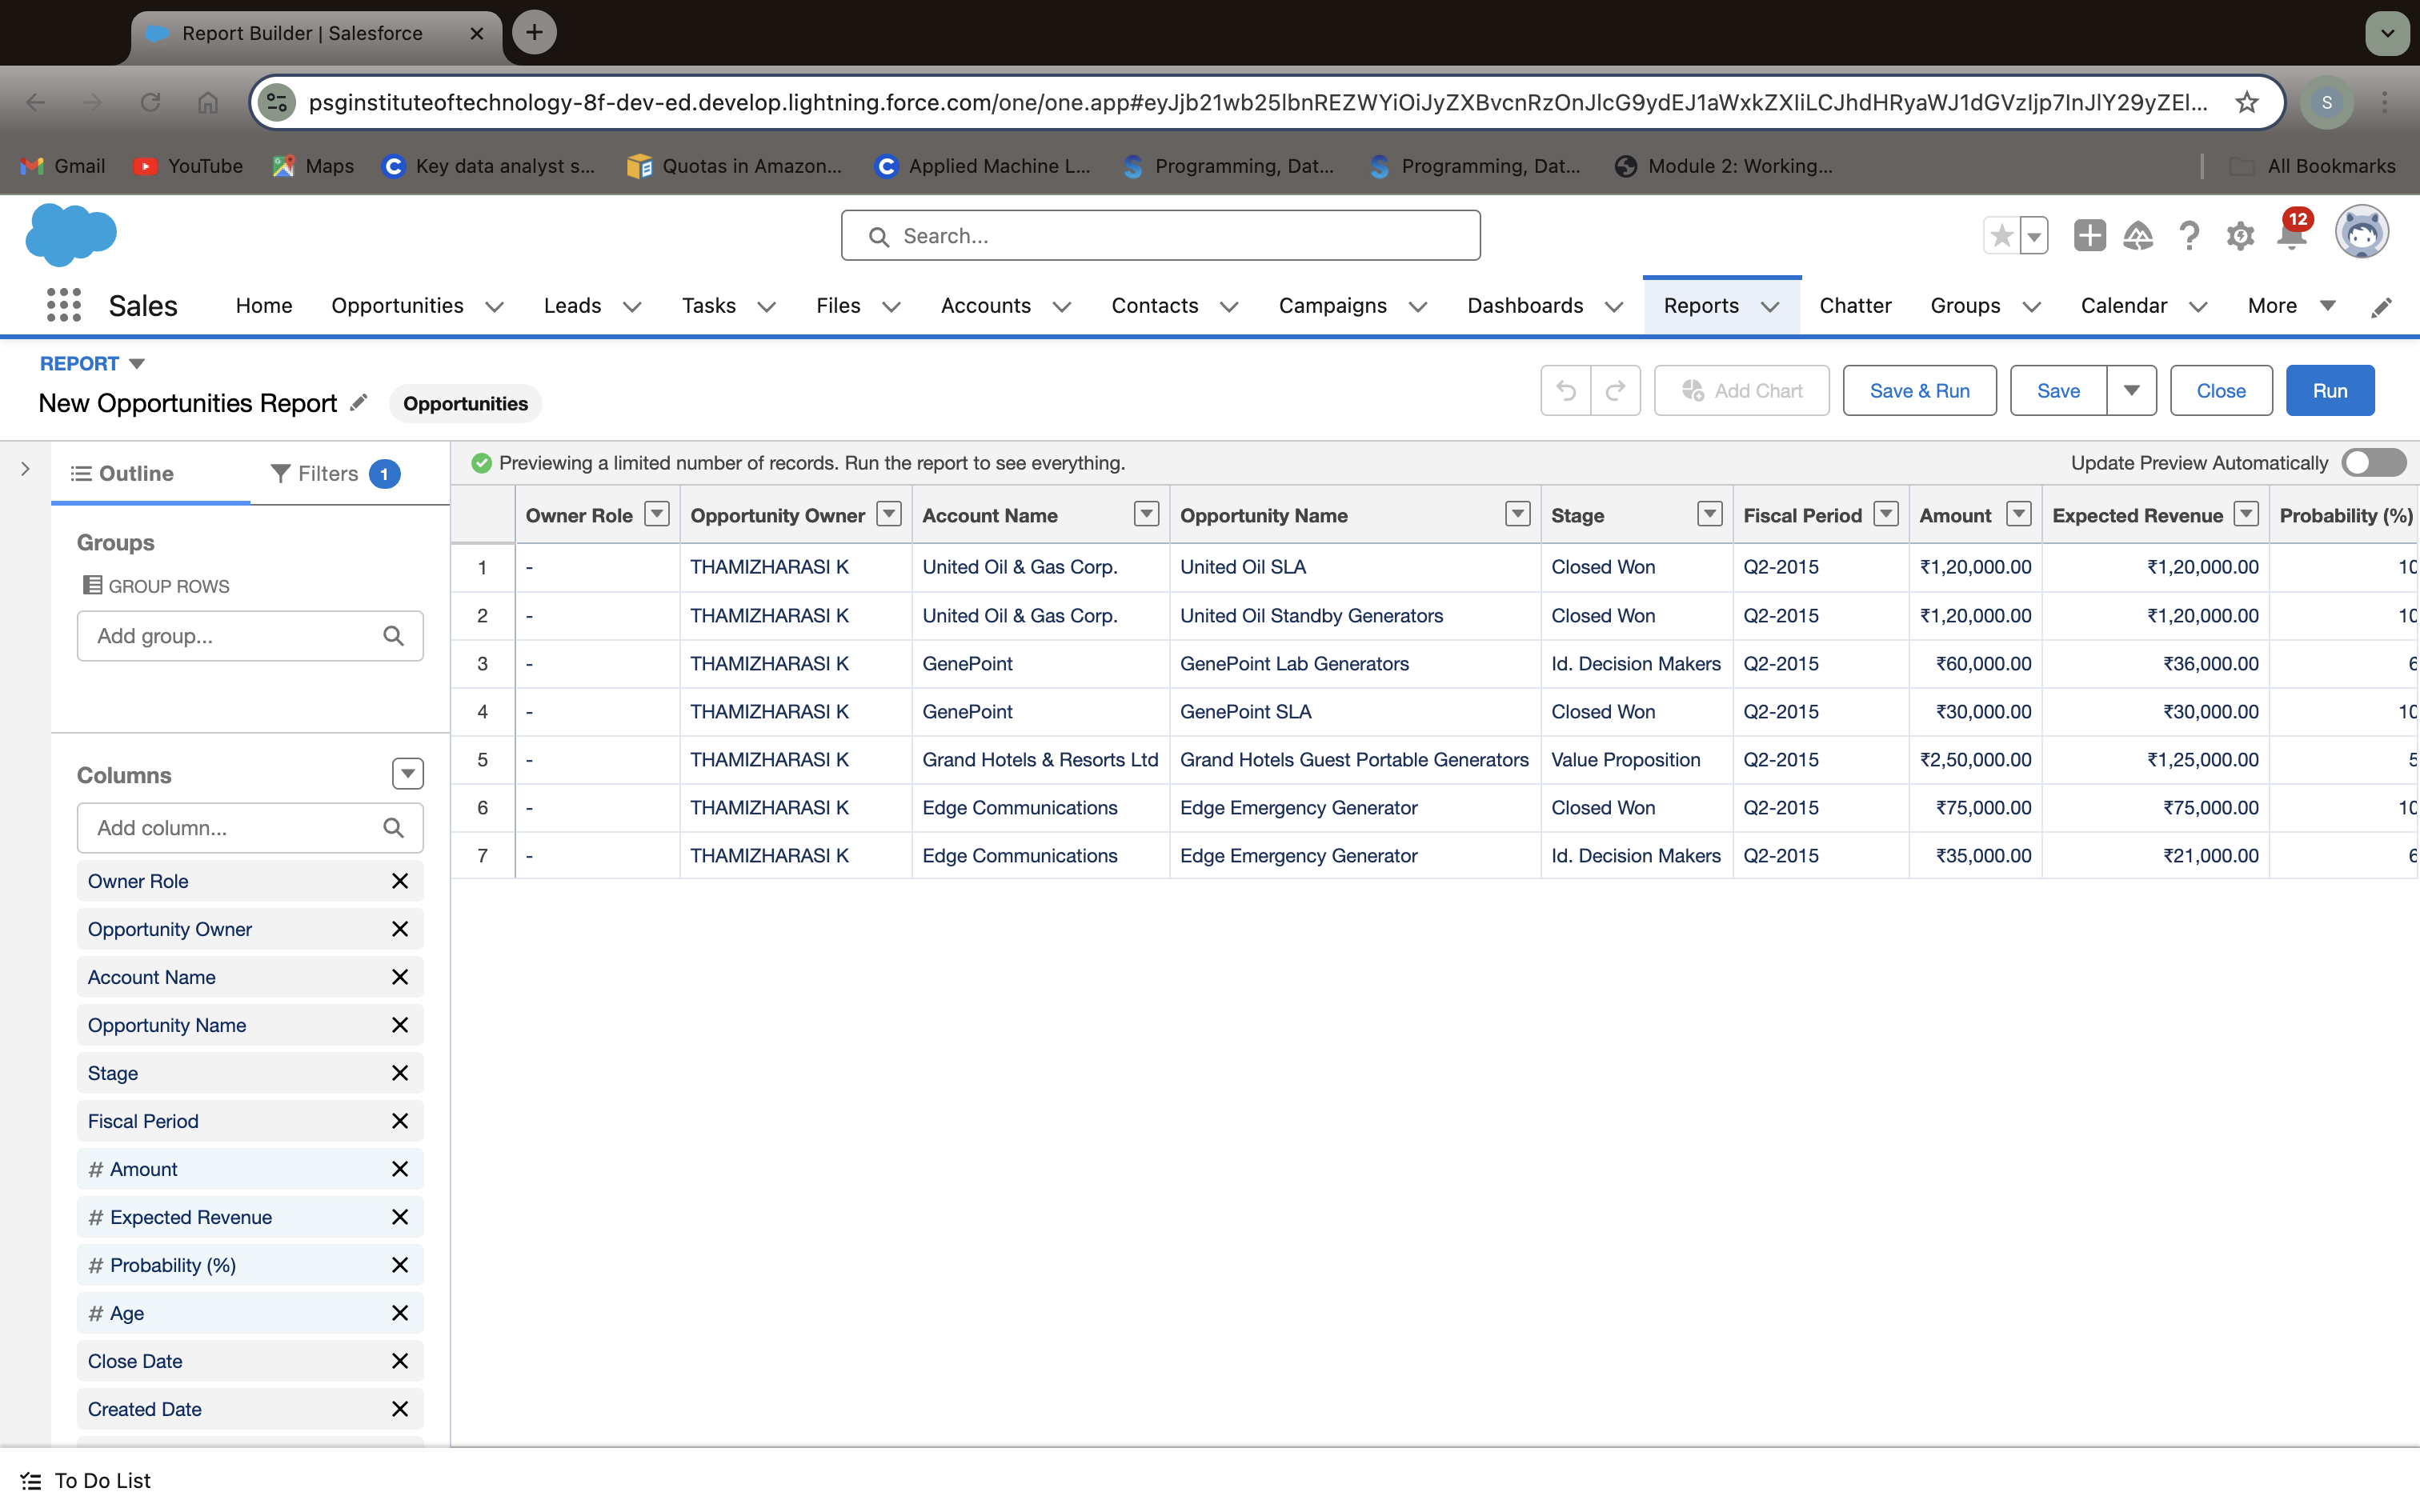 Report Builder | Salesforce
psginstituteoftechnology-8f-dev-ed.develop.lightning.force.com/one/one.app#
S
Gmail YouTube Maps Key data analyst s... Quotas in Amazon... Applied Machine L... Programming, Dat... Programming, Dat... Module 2: Working... All Bookmarks
Search...
12
Sales Home Opportunities Leads Tasks Files Accounts Contacts Campaigns Dashboards Reports Chatter Groups Calendar More
REPORT
New Opportunities Report Opportunities
Add Chart Save & Run Save Close Run
Outline Filters 1
Previewing a limited number of records. Run the report to see everything. Update Preview Automatically
Groups
GROUP ROWS
Add group...
Columns
Add column...
Owner Role
Opportunity Owner
Account Name
Opportunity Name
Stage
Fiscal Period
# Amount
# Expected Revenue
# Probability (%)
# Age
Close Date
Created Date
Owner Role Opportunity Owner Account Name Opportunity Name Stage Fiscal Period Amount Expected Revenue Probability (%)
1 - THAMIZHARASI K United Oil & Gas Corp. United Oil SLA Closed Won Q2-2015 ₹1,20,000.00 ₹1,20,000.00 10
2 - THAMIZHARASI K United Oil & Gas Corp. United Oil Standby Generators Closed Won Q2-2015 ₹1,20,000.00 ₹1,20,000.00 10
3 - THAMIZHARASI K GenePoint GenePoint Lab Generators Id. Decision Makers Q2-2015 ₹60,000.00 ₹36,000.00 6
4 - THAMIZHARASI K GenePoint GenePoint SLA Closed Won Q2-2015 ₹30,000.00 ₹30,000.00 10
5 - THAMIZHARASI K Grand Hotels & Resorts Ltd Grand Hotels Guest Portable Generators Value Proposition Q2-2015 ₹2,50,000.00 ₹1,25,000.00 5
6 - THAMIZHARASI K Edge Communications Edge Emergency Generator Closed Won Q2-2015 ₹75,000.00 ₹75,000.00 10
7 - THAMIZHARASI K Edge Communications Edge Emergency Generator Id. Decision Makers Q2-2015 ₹35,000.00 ₹21,000.00 6
To Do List